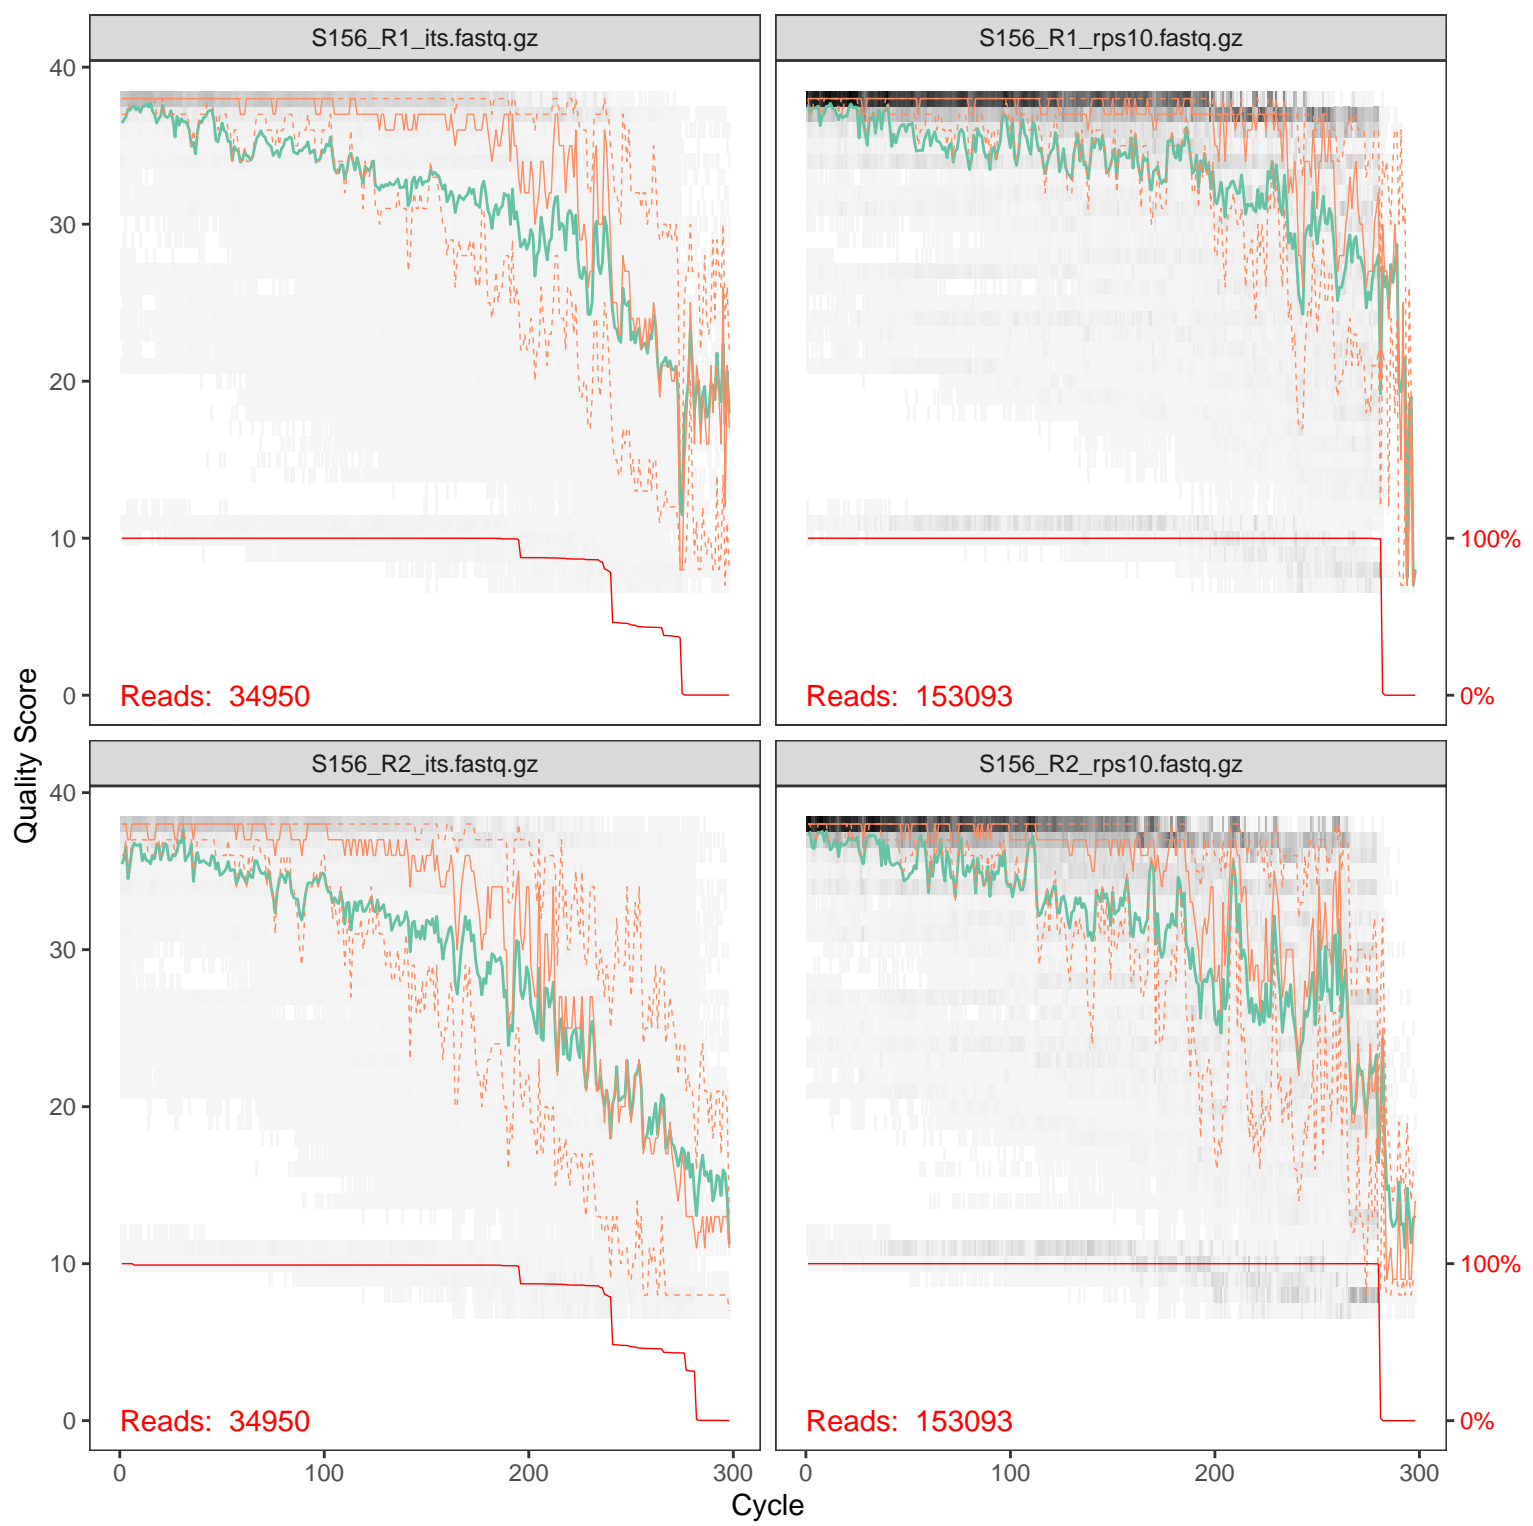 S156_R1_its.fastq.gz
S156_R1_rps10.fastq.gz
40
30
20
10
0
100%
0%
Reads: 34950
Reads: 153093
Quality Score
S156_R2_its.fastq.gz
S156_R2_rps10.fastq.gz
40
30
20
10
0
100%
0%
Reads: 34950
Reads: 153093
0 100 200 300
0 100 200 300
Cycle